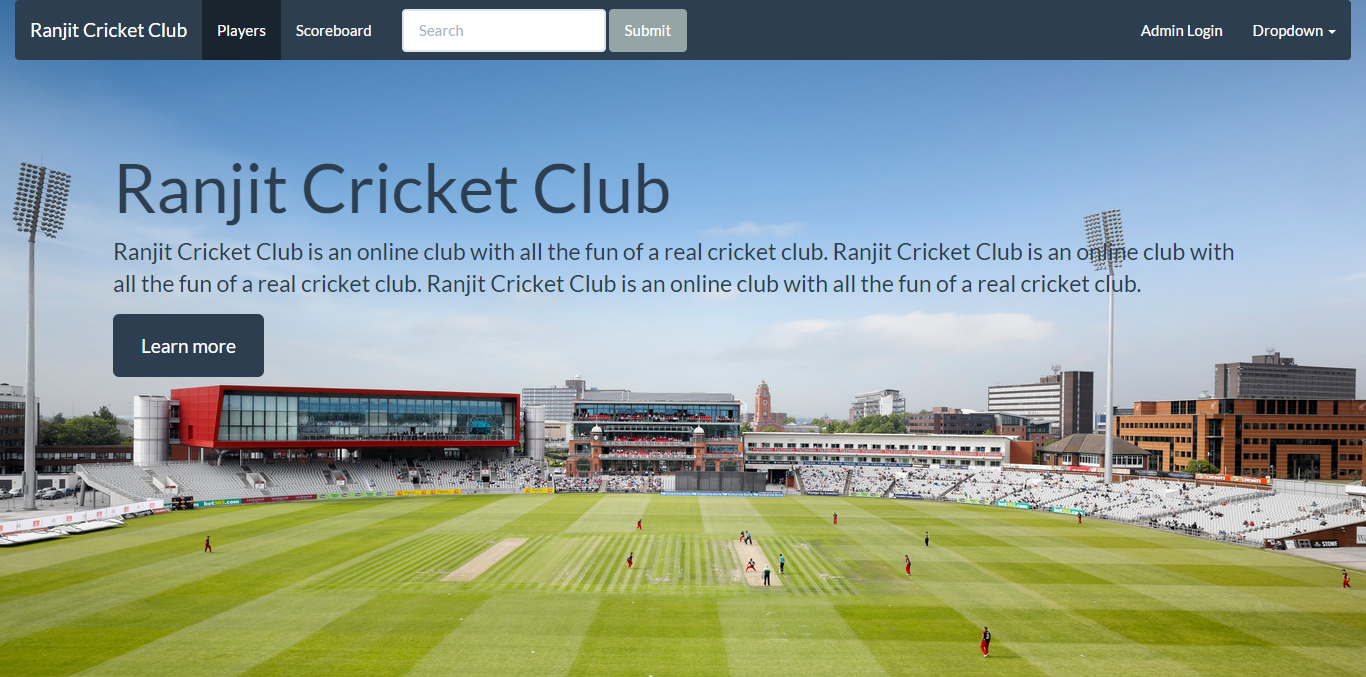 Ranjit Cricket Club
Players
Scoreboard
Search
Submit
Admin Login
Dropdown
Ranjit Cricket Club
Ranjit Cricket Club is an online club with all the fun of a real cricket club. Ranjit Cricket Club is an online club with
all the fun of a real cricket club. Ranjit Cricket Club is an online club with all the fun of a real cricket club.
Learn more
bet365.com